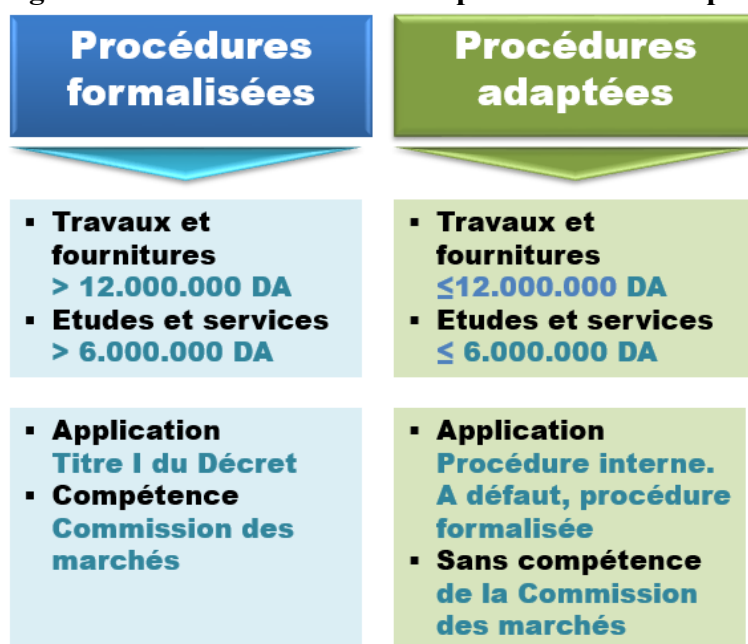 Procédures
formalisées
▪ Travaux et
fournitures
> 12.000.000 DA
▪ Etudes et services
> 6.000.000 DA
▪ Application
Titre I du Décret
▪ Compétence
Commission des
marchés
Procédures
adaptées
▪ Travaux et
fournitures
≤12.000.000 DA
▪ Etudes et services
≤ 6.000.000 DA
▪ Application
Procédure interne.
A défaut, procédure
formalisée
▪ Sans compétence
de la Commission
des marchés